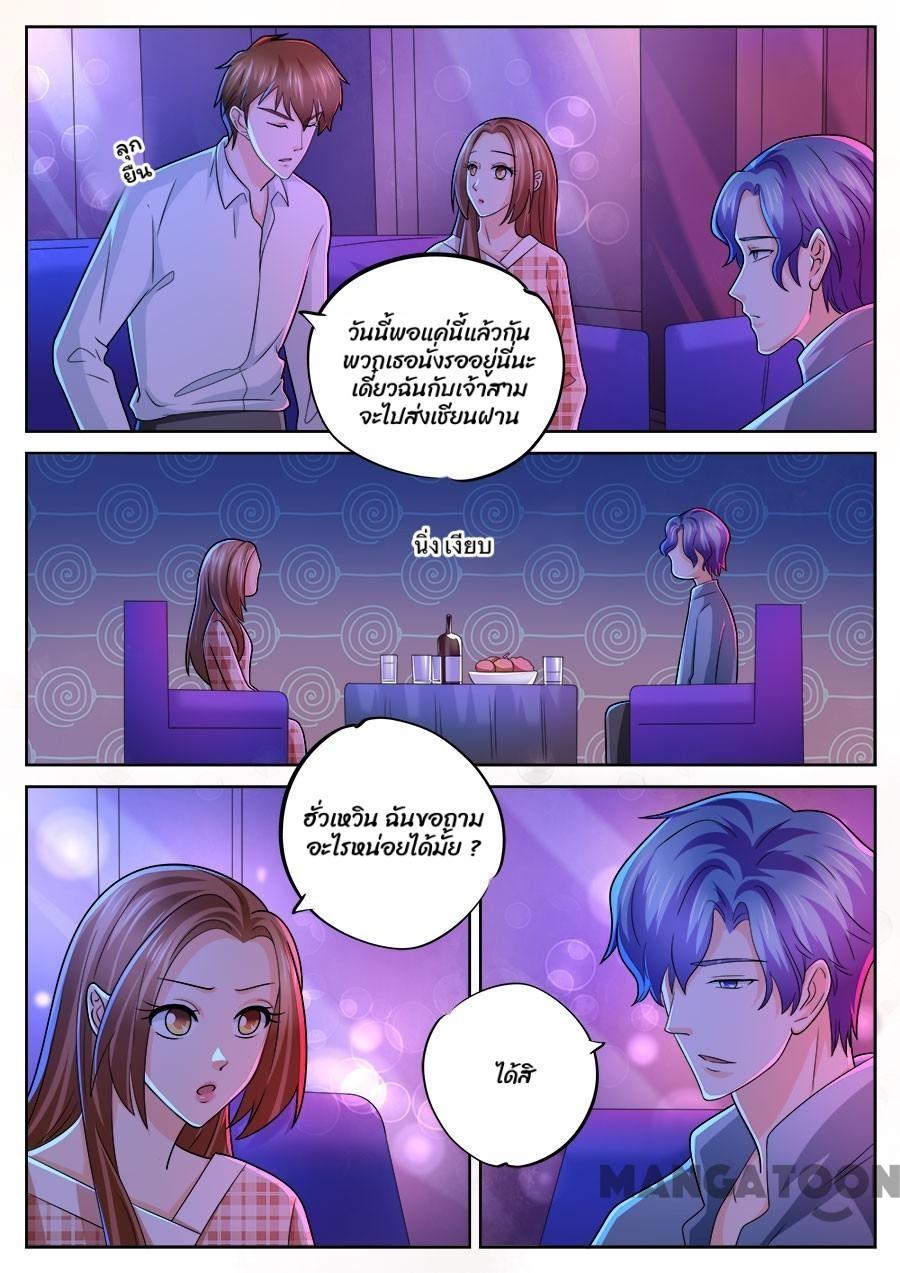 ลุก
ยืน
วันนี้พอแค่นี้แล้วกัน
พวกเธอนั่งรออยู่นี่นะ
เดี๋ยวฉันกับเจ้าสาม
จะไปส่งเชียนฝาน
นิ่ง เงียบ
ฮั่วเหวิน ฉันขอถาม
อะไรหน่อยได้มั้ย ?
ได้สิ
MANGATOON